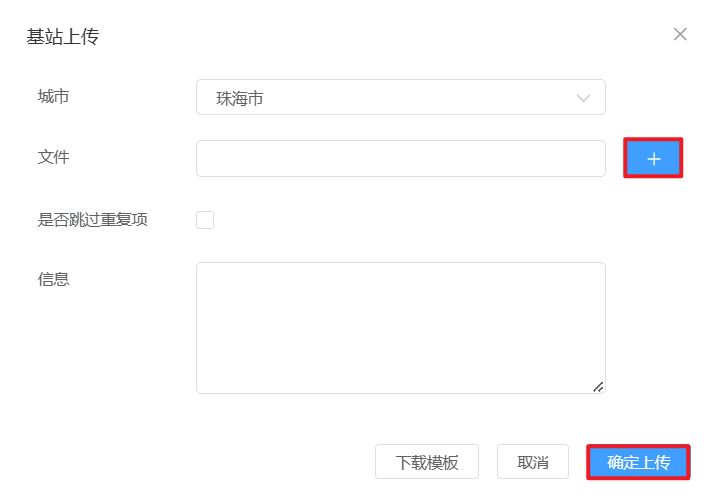 基站上传
城市
珠海市
文件
是否跳过重复项
信息
下载模板 取消 确定上传